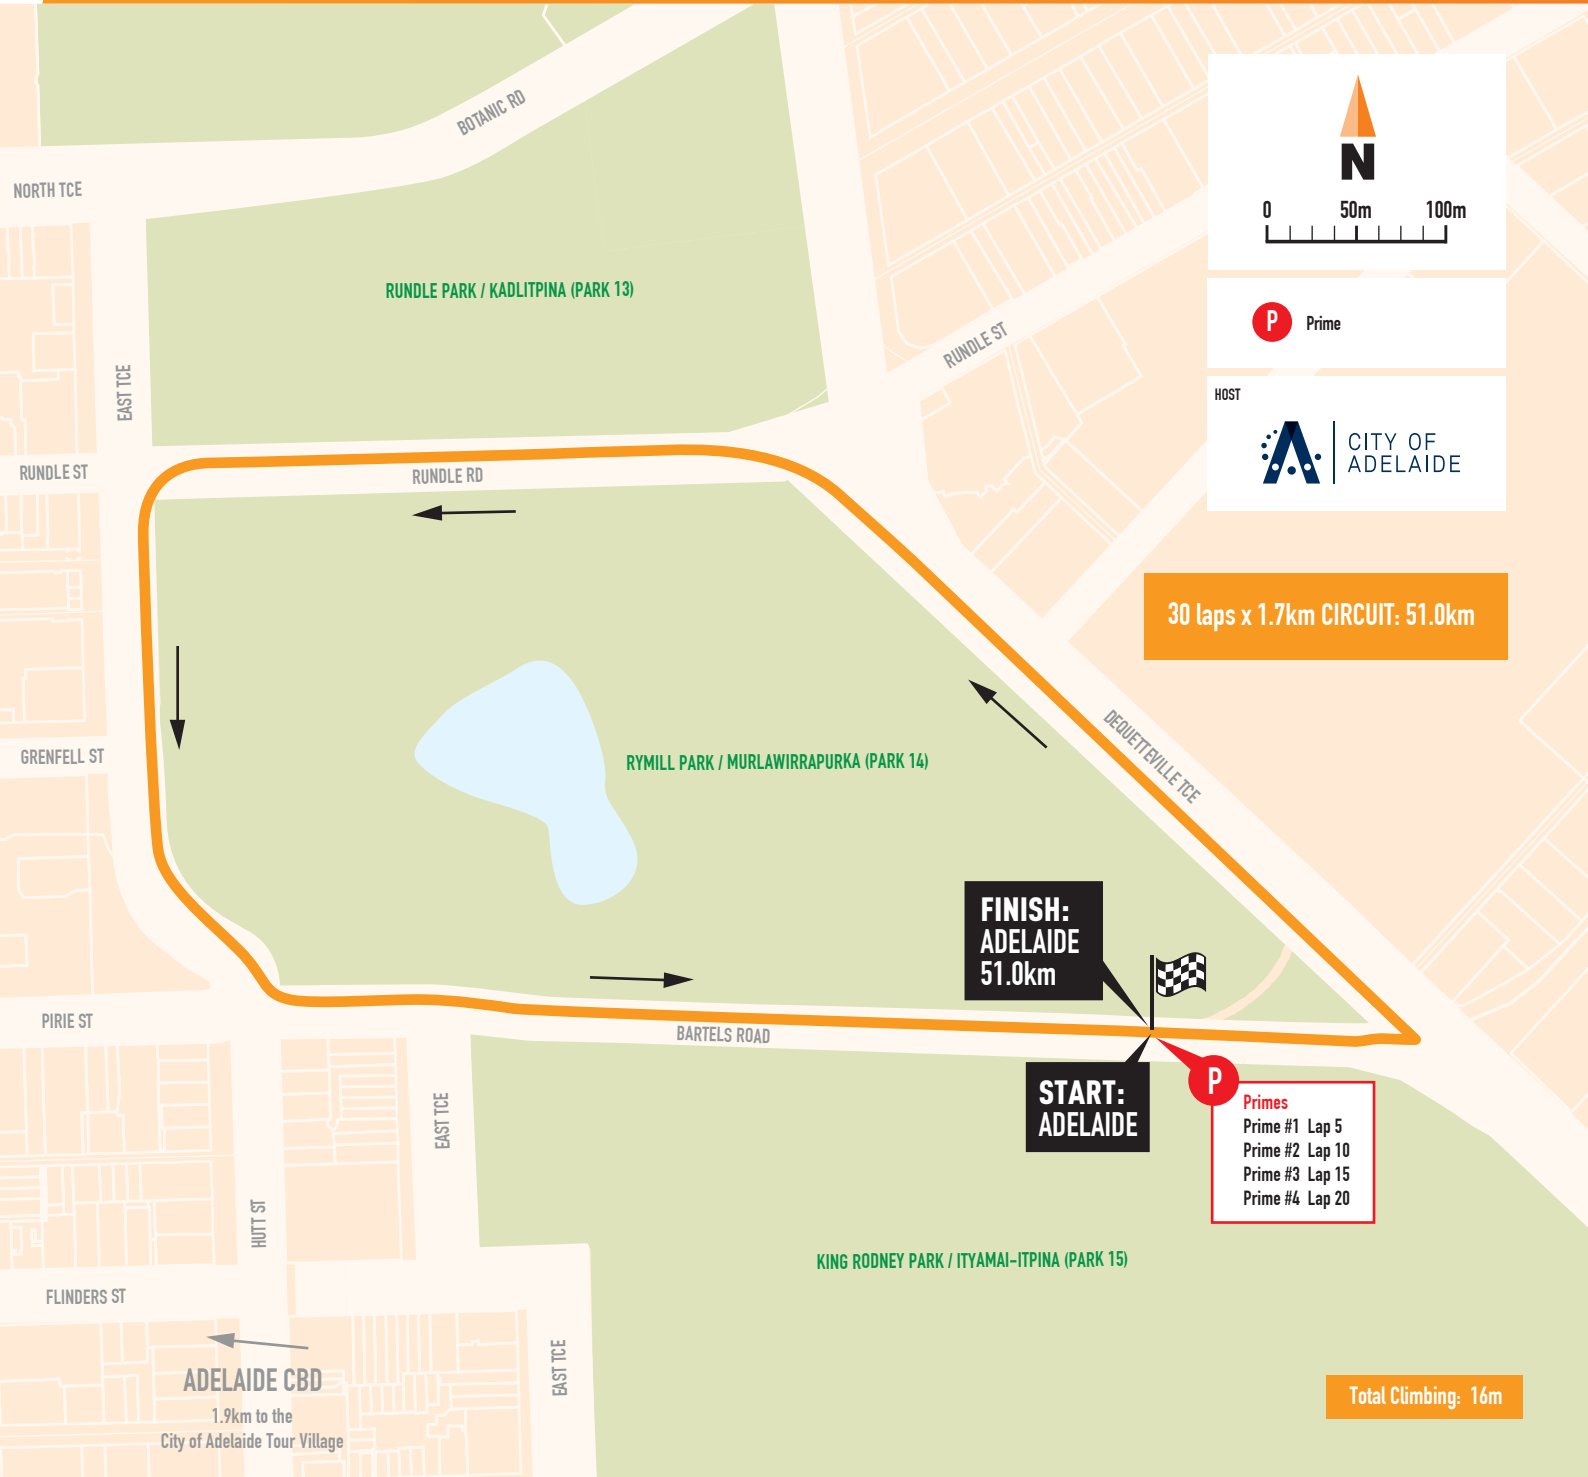 BOTANIC RD
NORTH TCE
N
0 50m 100m
RUNDLE PARK / KADLITPINA (PARK 13)
P Prime
RUNDLE ST
EAST TCE
HOST
CITY OF
ADELAIDE
RUNDLE ST
RUNDLE RD
30 laps x 1.7km CIRCUIT: 51.0km
GRENFELL ST
RYMILL PARK / MURLAWIRRAPURKA (PARK 14)
DEQUETTEVILLE TCE
FINISH:
ADELAIDE
51.0km
PIRIE ST
BARTELS ROAD
START:
ADELAIDE
P
Primes
Prime #1 Lap 5
Prime #2 Lap 10
Prime #3 Lap 15
Prime #4 Lap 20
EAST TCE
HUTT ST
KING RODNEY PARK / ITYAMAI-ITPINA (PARK 15)
FLINDERS ST
EAST TCE
ADELAIDE CBD
1.9km to the
City of Adelaide Tour Village
Total Climbing: 16m